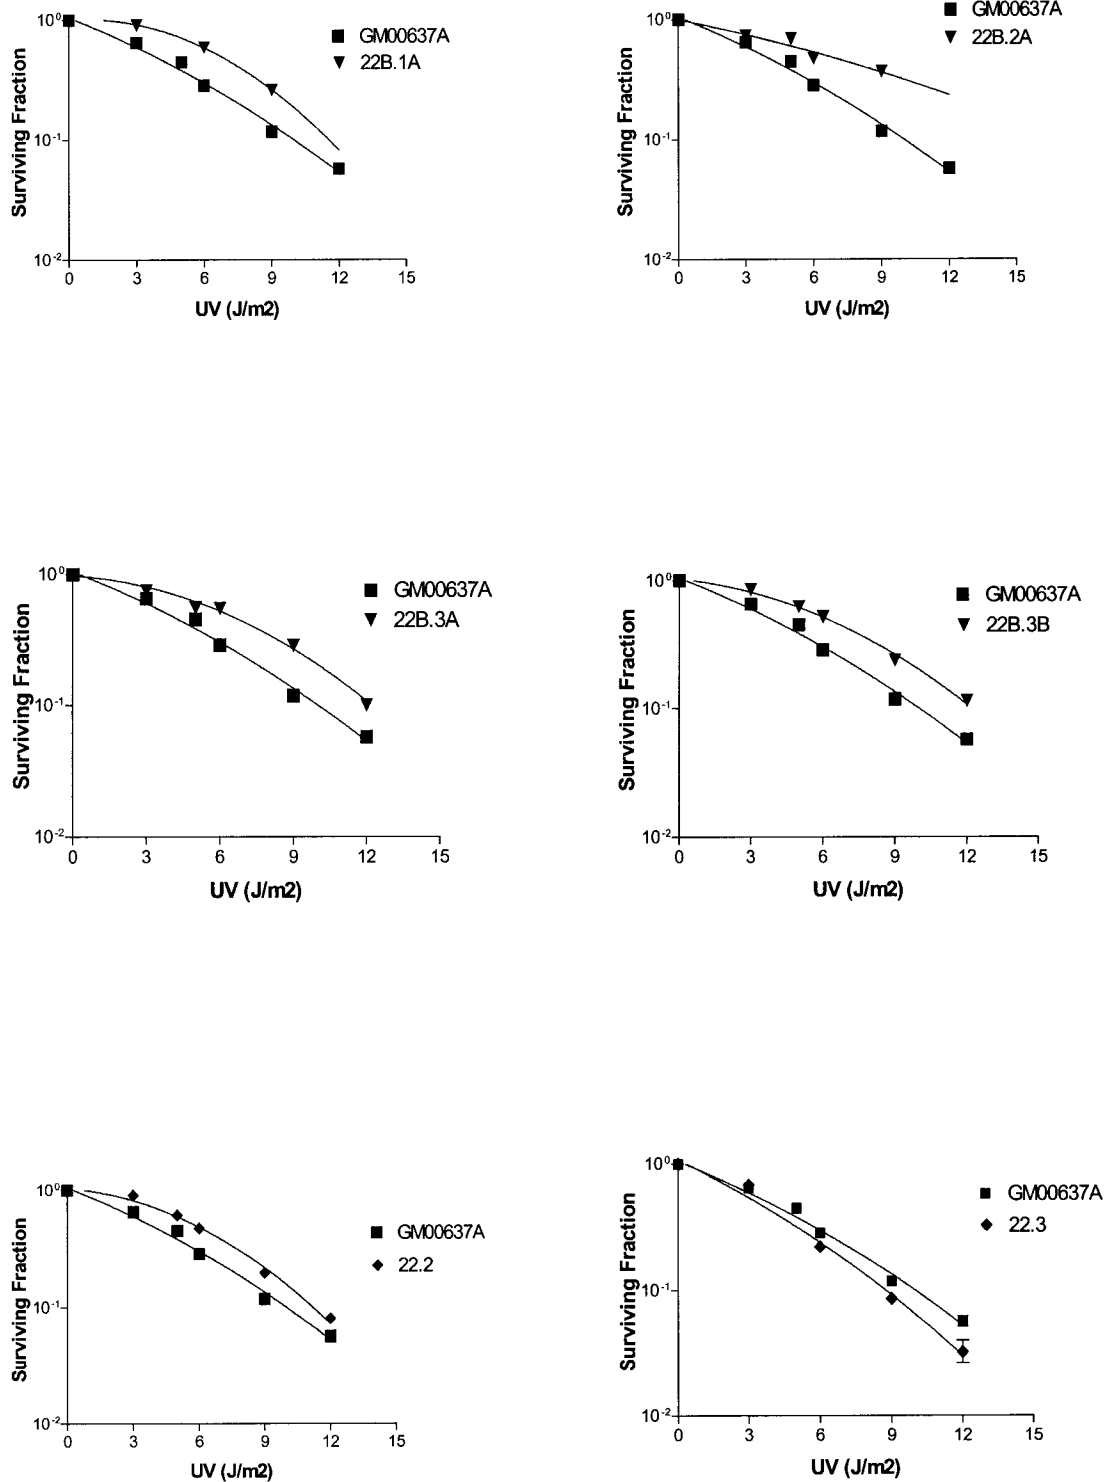 10⁰
10⁻¹
10⁻²
Surviving Fraction
0 3 6 9 12 15
UV (J/m2)
GM00637A
22B.1A
10⁰
10⁻¹
10⁻²
Surviving Fraction
0 3 6 9 12 15
UV (J/m2)
GM00637A
22B.2A
10⁰
10⁻¹
10⁻²
Surviving Fraction
0 3 6 9 12 15
UV (J/m2)
GM00637A
22B.3A
10⁰
10⁻¹
10⁻²
Surviving Fraction
0 3 6 9 12 15
UV (J/m2)
GM00637A
22B.3B
10⁰
10⁻¹
10⁻²
Surviving Fraction
0 3 6 9 12 15
UV (J/m2)
GM00637A
22.2
10⁰
10⁻¹
10⁻²
Surviving Fraction
0 3 6 9 12 15
UV (J/m2)
GM00637A
22.3